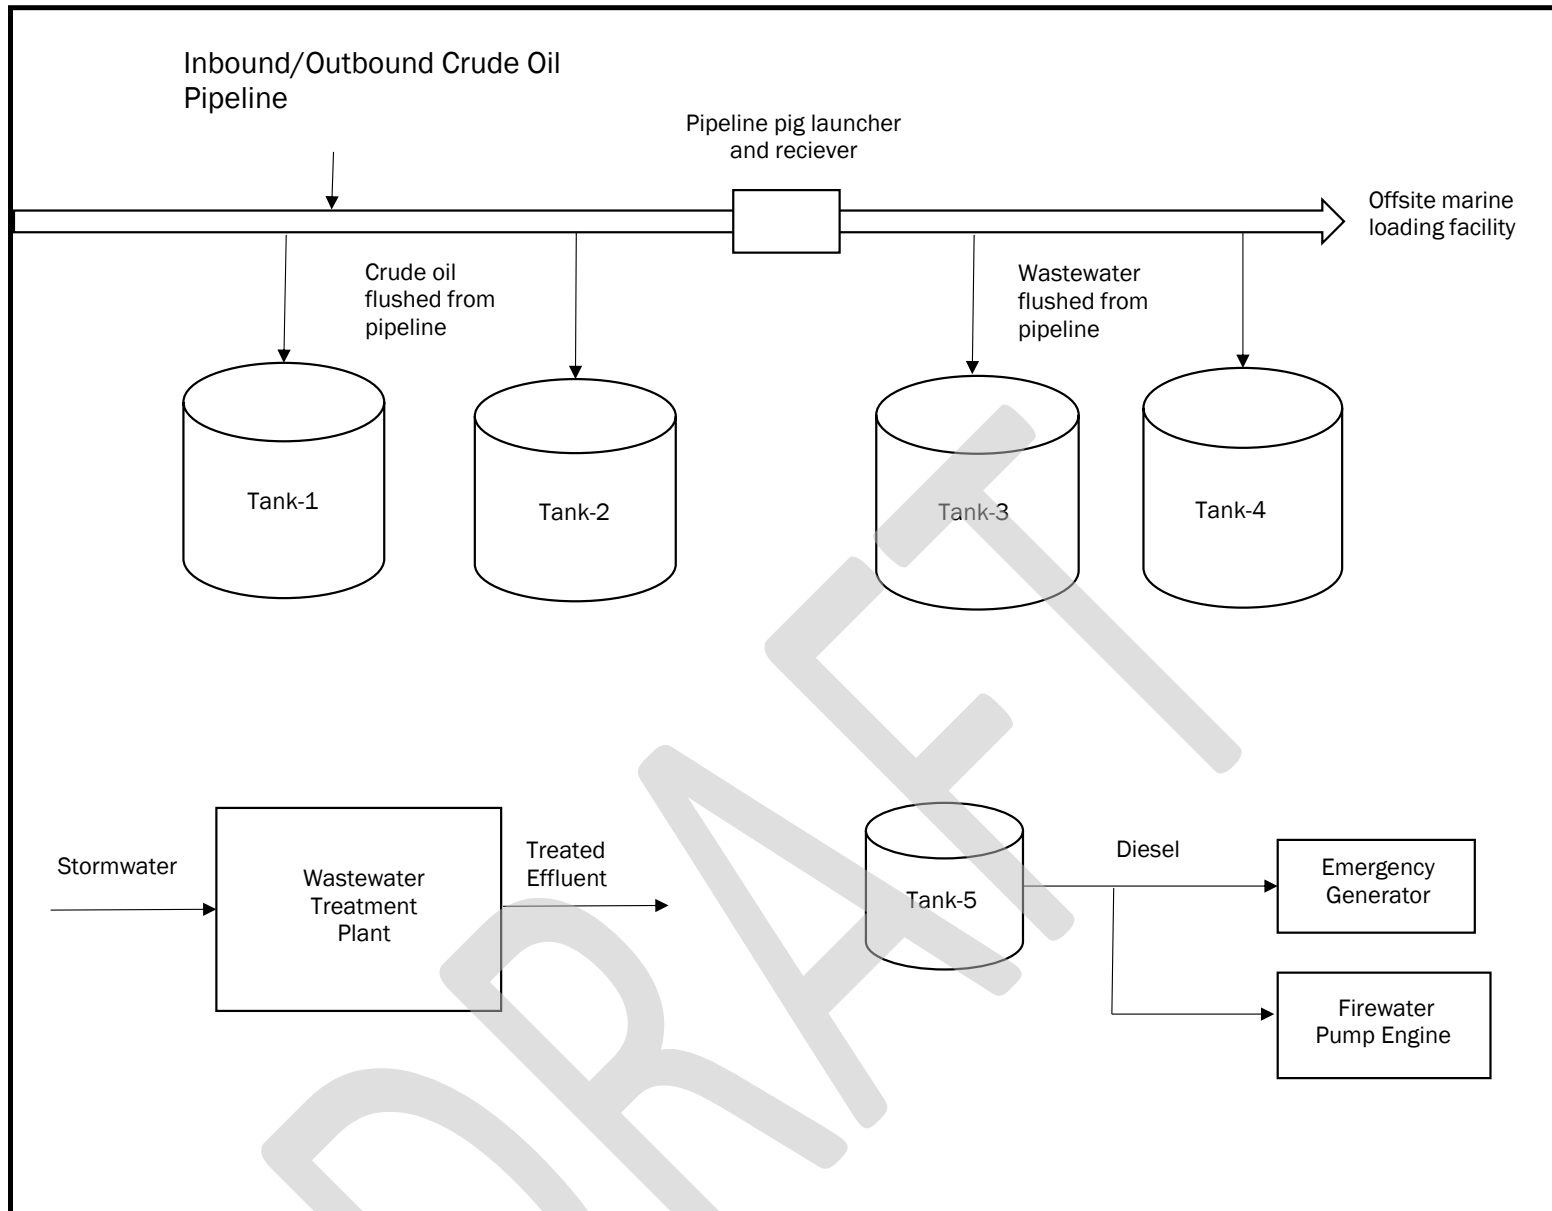 Inbound/Outbound Crude Oil
Pipeline
Pipeline pig launcher
and reciever
Offsite marine
loading facility
Crude oil
flushed from
pipeline
Wastewater
flushed from
pipeline
Tank-1
Tank-2
Tank-3
Tank-4
Stormwater
Wastewater
Treatment
Plant
Treated
Effluent
Tank-5
Diesel
Emergency
Generator
Firewater
Pump Engine
DRAFT